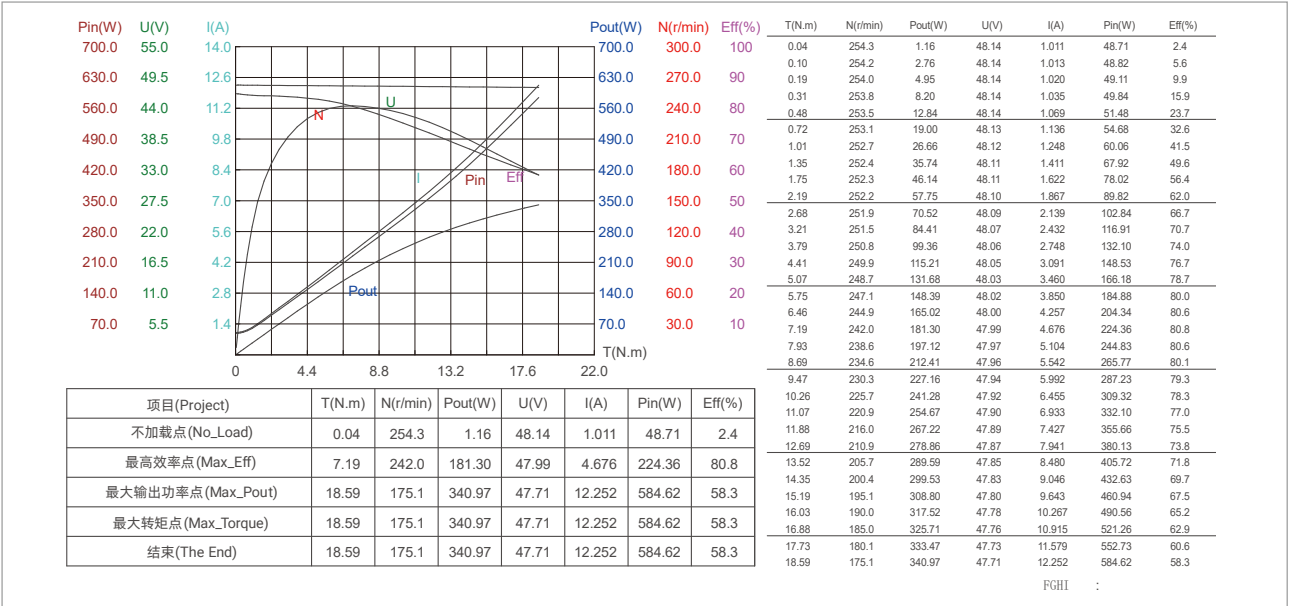 Pin(W) U(V) I(A) Pout(W) N(r/min) Eff(%)
700.0 55.0 14.0 700.0 300.0 100
630.0 49.5 12.6 630.0 270.0 90
560.0 44.0 11.2 560.0 240.0 80
490.0 38.5 9.8 490.0 210.0 70
420.0 33.0 8.4 420.0 180.0 60
350.0 27.5 7.0 350.0 150.0 50
280.0 22.0 5.6 280.0 120.0 40
210.0 16.5 4.2 210.0 90.0 30
140.0 11.0 2.8 140.0 60.0 20
70.0 5.5 1.4 70.0 30.0 10
N U I Pin Eff Pout
T(N.m)
0 4.4 8.8 13.2 17.6 22.0
项目(Project) T(N.m) N(r/min) Pout(W) U(V) I(A) Pin(W) Eff(%)
不加载点(No_Load) 0.04 254.3 1.16 48.14 1.011 48.71 2.4
最高效率点(Max_Eff) 7.19 242.0 181.30 47.99 4.676 224.36 80.8
最大输出功率点(Max_Pout) 18.59 175.1 340.97 47.71 12.252 584.62 58.3
最大转矩点(Max_Torque) 18.59 175.1 340.97 47.71 12.252 584.62 58.3
结束(The End) 18.59 175.1 340.97 47.71 12.252 584.62 58.3
T(N.m) N(r/min) Pout(W) U(V) I(A) Pin(W) Eff(%)
0.04 254.3 1.16 48.14 1.011 48.71 2.4
0.10 254.2 2.76 48.14 1.013 48.82 5.6
0.19 254.0 4.95 48.14 1.020 49.11 9.9
0.31 253.8 8.20 48.14 1.035 49.84 15.9
0.48 253.5 12.84 48.14 1.069 51.48 23.7
0.72 253.1 19.00 48.13 1.136 54.68 32.6
1.01 252.7 26.66 48.12 1.248 60.06 41.5
1.35 252.4 35.74 48.11 1.411 67.92 49.6
1.75 252.3 46.14 48.11 1.622 78.02 56.4
2.19 252.2 57.75 48.10 1.867 89.82 62.0
2.68 251.9 70.52 48.09 2.139 102.84 66.7
3.21 251.5 84.41 48.07 2.432 116.91 70.7
3.79 250.8 99.36 48.06 2.748 132.10 74.0
4.41 249.9 115.21 48.05 3.091 148.53 76.7
5.07 248.7 131.68 48.03 3.460 166.18 78.7
5.75 247.1 148.39 48.02 3.850 184.88 80.0
6.46 244.9 165.02 48.00 4.257 204.34 80.6
7.19 242.0 181.30 47.99 4.676 224.36 80.8
7.93 238.6 197.12 47.97 5.104 244.83 80.6
8.69 234.6 212.41 47.96 5.542 265.77 80.1
9.47 230.3 227.16 47.94 5.992 287.23 79.3
10.26 225.7 241.28 47.92 6.455 309.32 78.3
11.07 220.9 254.67 47.90 6.933 332.10 77.0
11.88 216.0 267.22 47.89 7.427 355.66 75.5
12.69 210.9 278.86 47.87 7.941 380.13 73.8
13.52 205.7 289.59 47.85 8.480 405.72 71.8
14.35 200.4 299.53 47.83 9.046 432.63 69.7
15.19 195.1 308.80 47.80 9.643 460.94 67.5
16.03 190.0 317.52 47.78 10.267 490.56 65.2
16.88 185.0 325.71 47.76 10.915 521.26 62.9
17.73 180.1 333.47 47.73 11.579 552.73 60.6
18.59 175.1 340.97 47.71 12.252 584.62 58.3
FGHI :